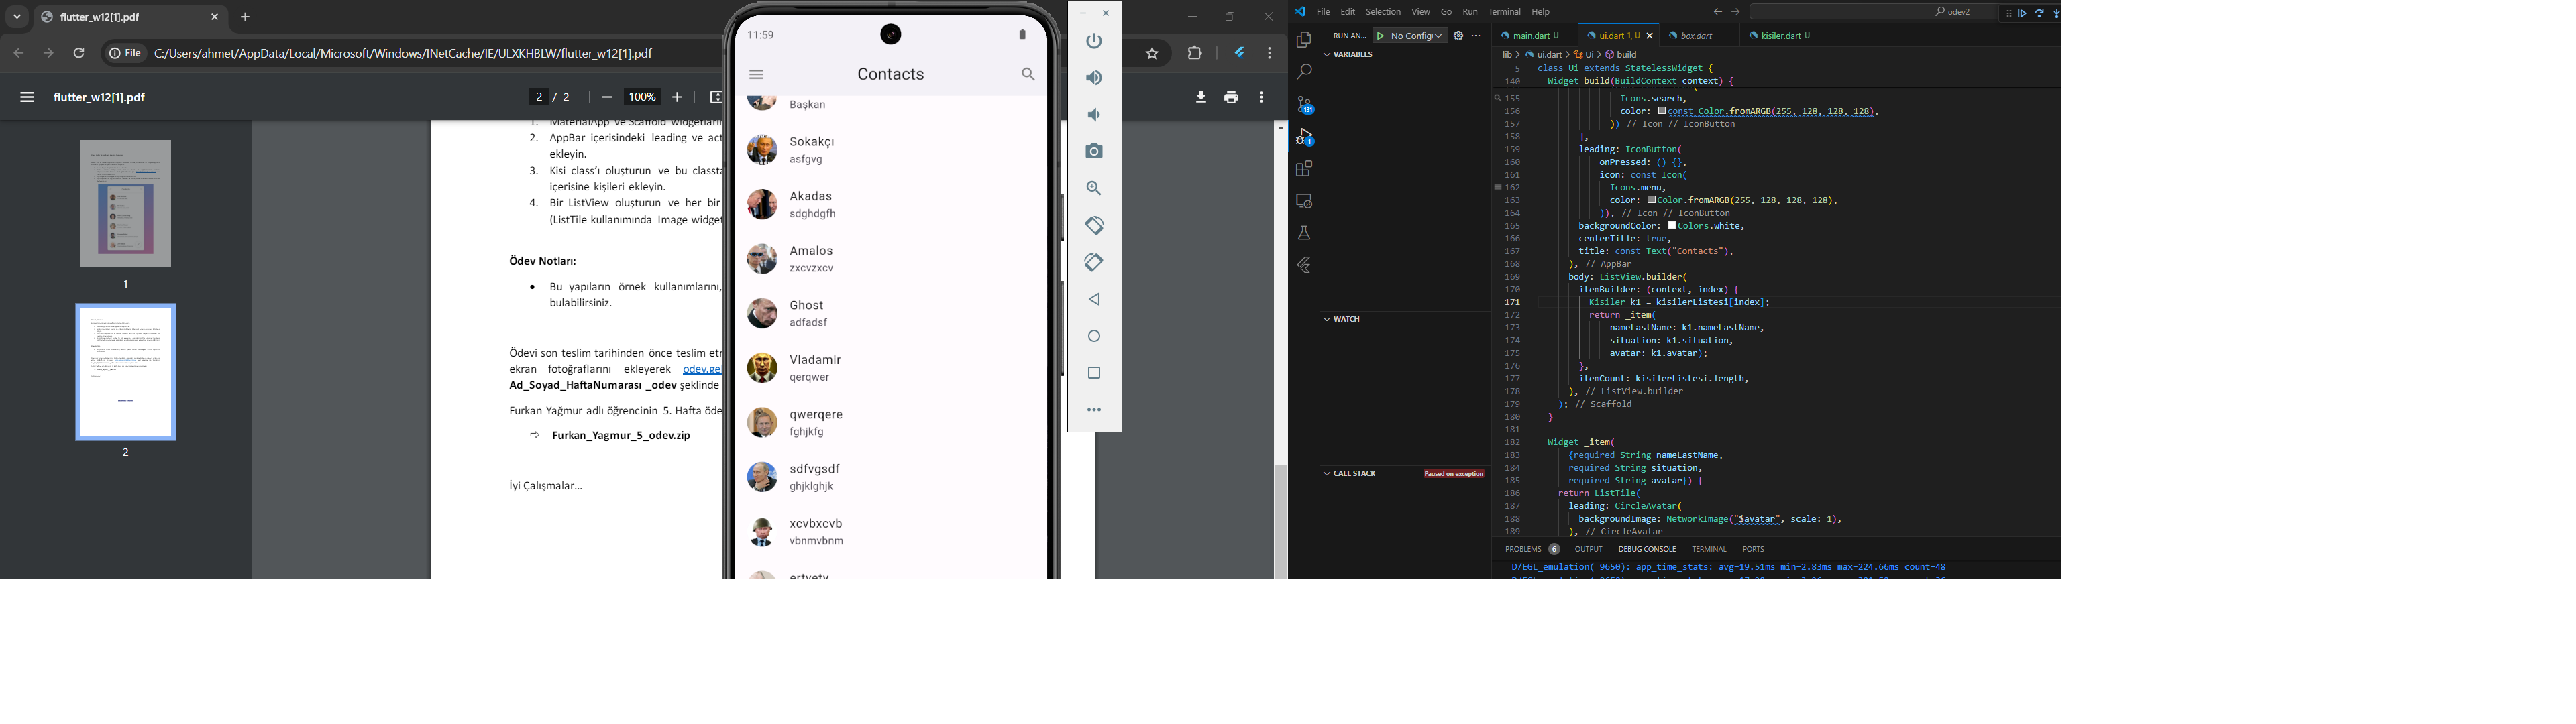 flutter_w12[1].pdf
File
C:/Users/ahmet/AppData/Local/Microsoft/Windows/INetCache/IE/ULXKHBLW/flutter_w12[1].pdf
flutter_w12[1].pdf
2 / 2
100%
1
2
1. MaterialApp ve Scaffold widgetların
2. AppBar içerisindeki leading ve act
ekleyin.
3. Kisi class'ı oluşturun ve bu classta
içerisine kişileri ekleyin.
4. Bir ListView oluşturun ve her bir
(ListTile kullanımında Image widget
Ödev Notları:
• Bu yapıların örnek kullanımlarını,
bulabilirsiniz.
Ödevi son teslim tarihinden önce teslim etm
ekran fotoğraflarını ekleyerek odev.ge
Ad_Soyad_HaftaNumarası _odev şeklinde
Furkan Yağmur adlı öğrencinin 5. Hafta öde
⇨ Furkan_Yagmur_5_odev.zip
İyi Çalışmalar…
11:59
Contacts
Başkan
Sokakçı
asfgvg
Akadas
sdghdgfh
Amalos
zxcvzxcv
Ghost
adfadsf
Vladamir
qerqwer
qwerqere
fghjkfg
sdfvgsdf
ghjklghjk
xcvbxcvb
vbnmvbnm
ertyety
File Edit Selection View Go Run Terminal Help
odev2
131
1
RUN AN...
No Config
VARIABLES
WATCH
CALL STACK
Paused on exception
main.dart U
ui.dart 1, U
box.dart
kisiler.dart U
lib > ui.dart > Ui > build
5 class Ui extends StatelessWidget {
140 Widget build(BuildContext context) {
155 Icons.search,
156 color: const Color.fromARGB(255, 128, 128, 128),
157 )) // Icon // IconButton
158 ],
159 leading: IconButton(
160 onPressed: () {},
161 icon: const Icon(
162 Icons.menu,
163 color: Color.fromARGB(255, 128, 128, 128),
164 )), // Icon // IconButton
165 backgroundColor: Colors.white,
166 centerTitle: true,
167 title: const Text("Contacts"),
168 ), // AppBar
169 body: ListView.builder(
170 itemBuilder: (context, index) {
171 Kisiler k1 = kisilerListesi[index];
172 return _item(
173 nameLastName: k1.nameLastName,
174 situation: k1.situation,
175 avatar: k1.avatar);
176 },
177 itemCount: kisilerListesi.length,
178 ), // ListView.builder
179 ); // Scaffold
180 }
181
182 Widget _item(
183 {required String nameLastName,
184 required String situation,
185 required String avatar}) {
186 return ListTile(
187 leading: CircleAvatar(
188 backgroundImage: NetworkImage("$avatar", scale: 1),
189 ), // CircleAvatar
PROBLEMS 6 OUTPUT DEBUG CONSOLE TERMINAL PORTS
D/EGL_emulation( 9650): app_time_stats: avg=19.51ms min=2.83ms max=224.66ms count=48